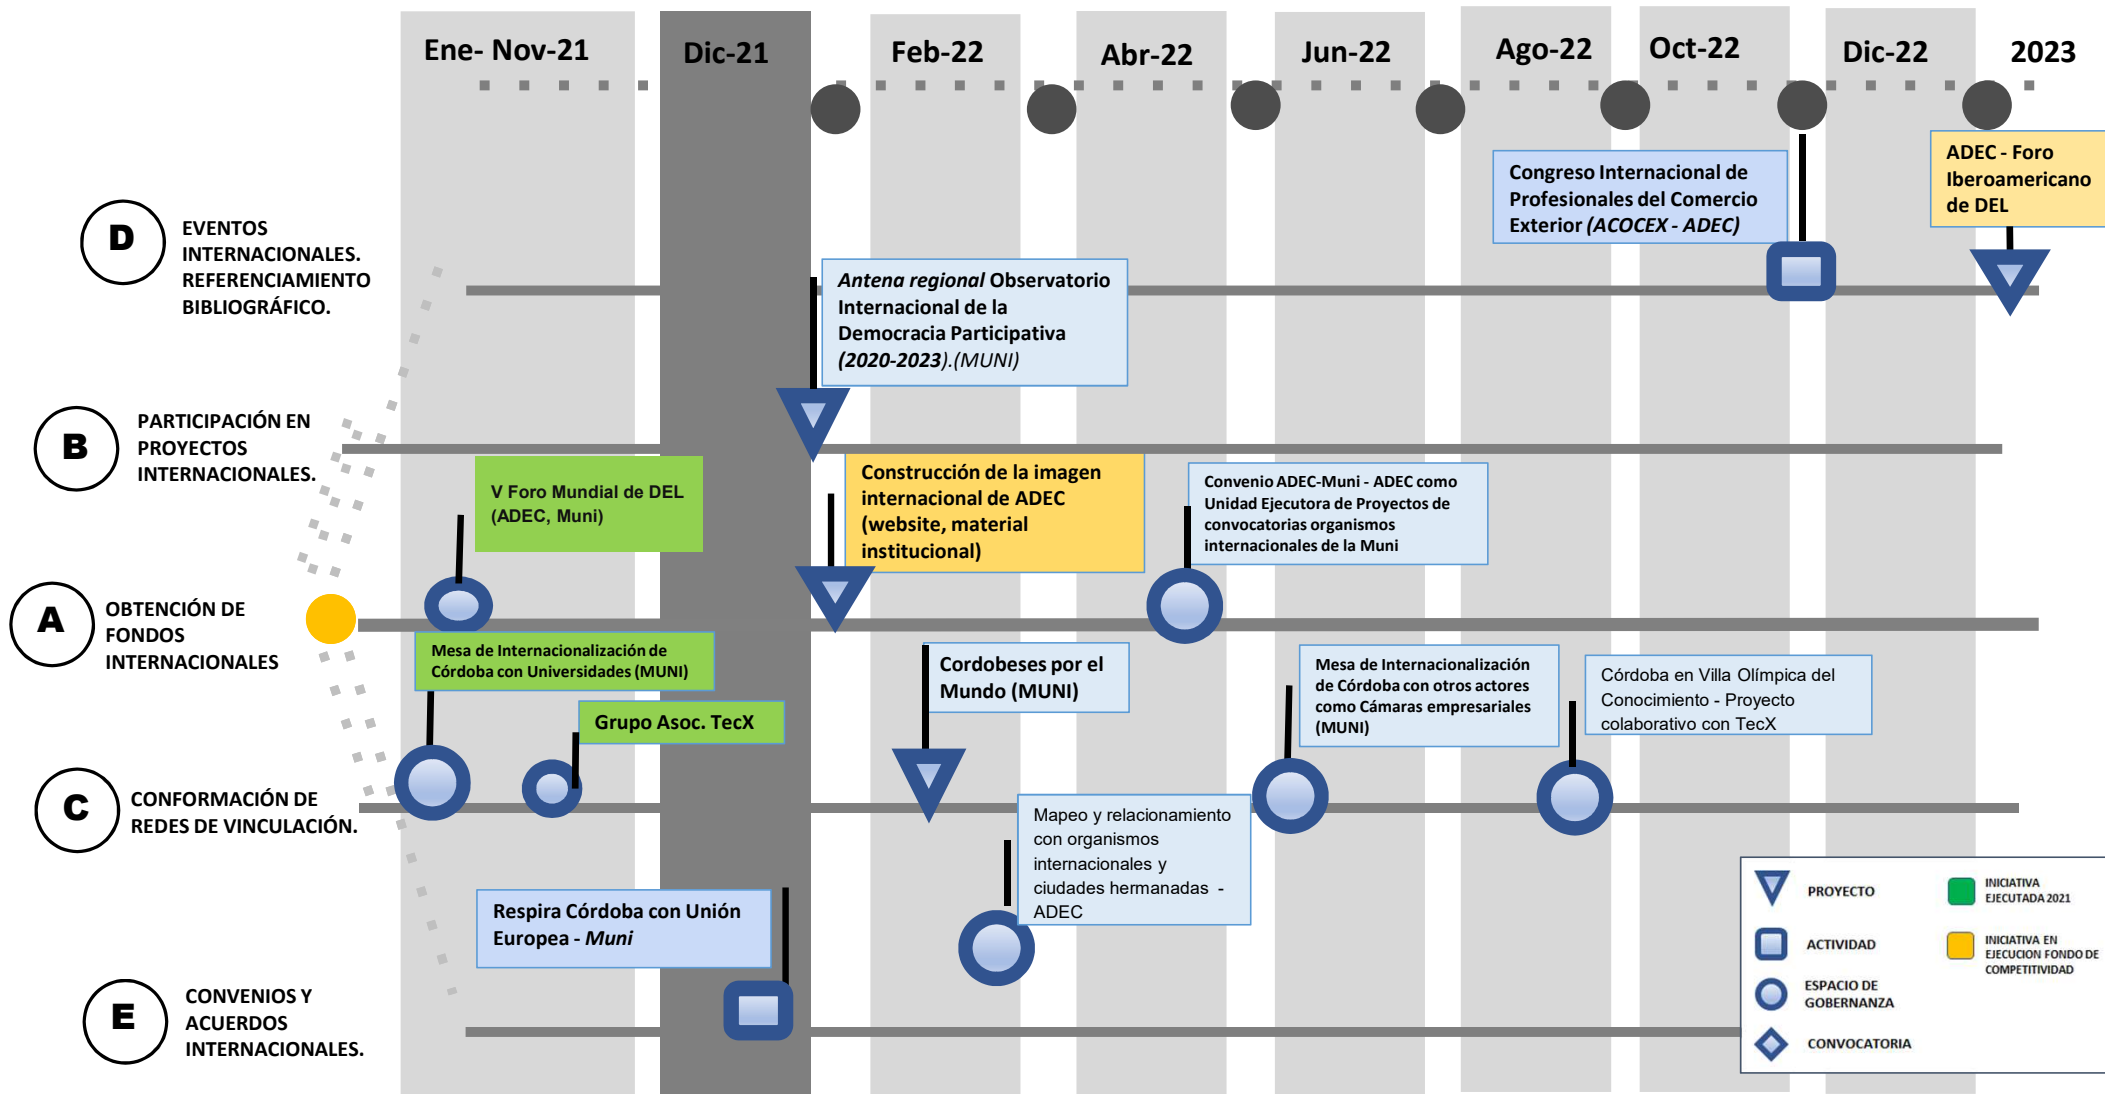 Ene- Nov-21
Dic-21
Feb-22
Abr-22
Jun-22
Ago-22
Oct-22
Dic-22
2023
D
EVENTOS
INTERNACIONALES.
REFERENCIAMIENTO
BIBLIOGRÁFICO.
Congreso Internacional de
Profesionales del Comercio
Exterior (ACOCEX - ADEC)
ADEC - Foro
Iberoamericano
de DEL
Antena regional Observatorio
Internacional de la
Democracia Participativa
(2020-2023).(MUNI)
B
PARTICIPACIÓN EN
PROYECTOS
INTERNACIONALES.
V Foro Mundial de DEL
(ADEC, Muni)
Construcción de la imagen
internacional de ADEC
(website, material
institucional)
Convenio ADEC-Muni - ADEC como
Unidad Ejecutora de Proyectos de
convocatorias organismos
internacionales de la Muni
A
OBTENCIÓN DE
FONDOS
INTERNACIONALES
Mesa de Internacionalización de
Córdoba con Universidades (MUNI)
Grupo Asoc. TecX
Cordobeses por el
Mundo (MUNI)
Mesa de Internacionalización
de Córdoba con otros actores
como Cámaras empresariales
(MUNI)
Córdoba en Villa Olímpica del
Conocimiento - Proyecto
colaborativo con TecX
C
CONFORMACIÓN DE
REDES DE VINCULACIÓN.
Mapeo y relacionamiento
con organismos
internacionales y
ciudades hermanadas -
ADEC
Respira Córdoba con Unión
Europea - Muni
E
CONVENIOS Y
ACUERDOS
INTERNACIONALES.
PROYECTO
ACTIVIDAD
ESPACIO DE
GOBERNANZA
CONVOCATORIA
INICIATIVA
EJECUTADA 2021
INICIATIVA EN
EJECUCION FONDO DE
COMPETITIVIDAD